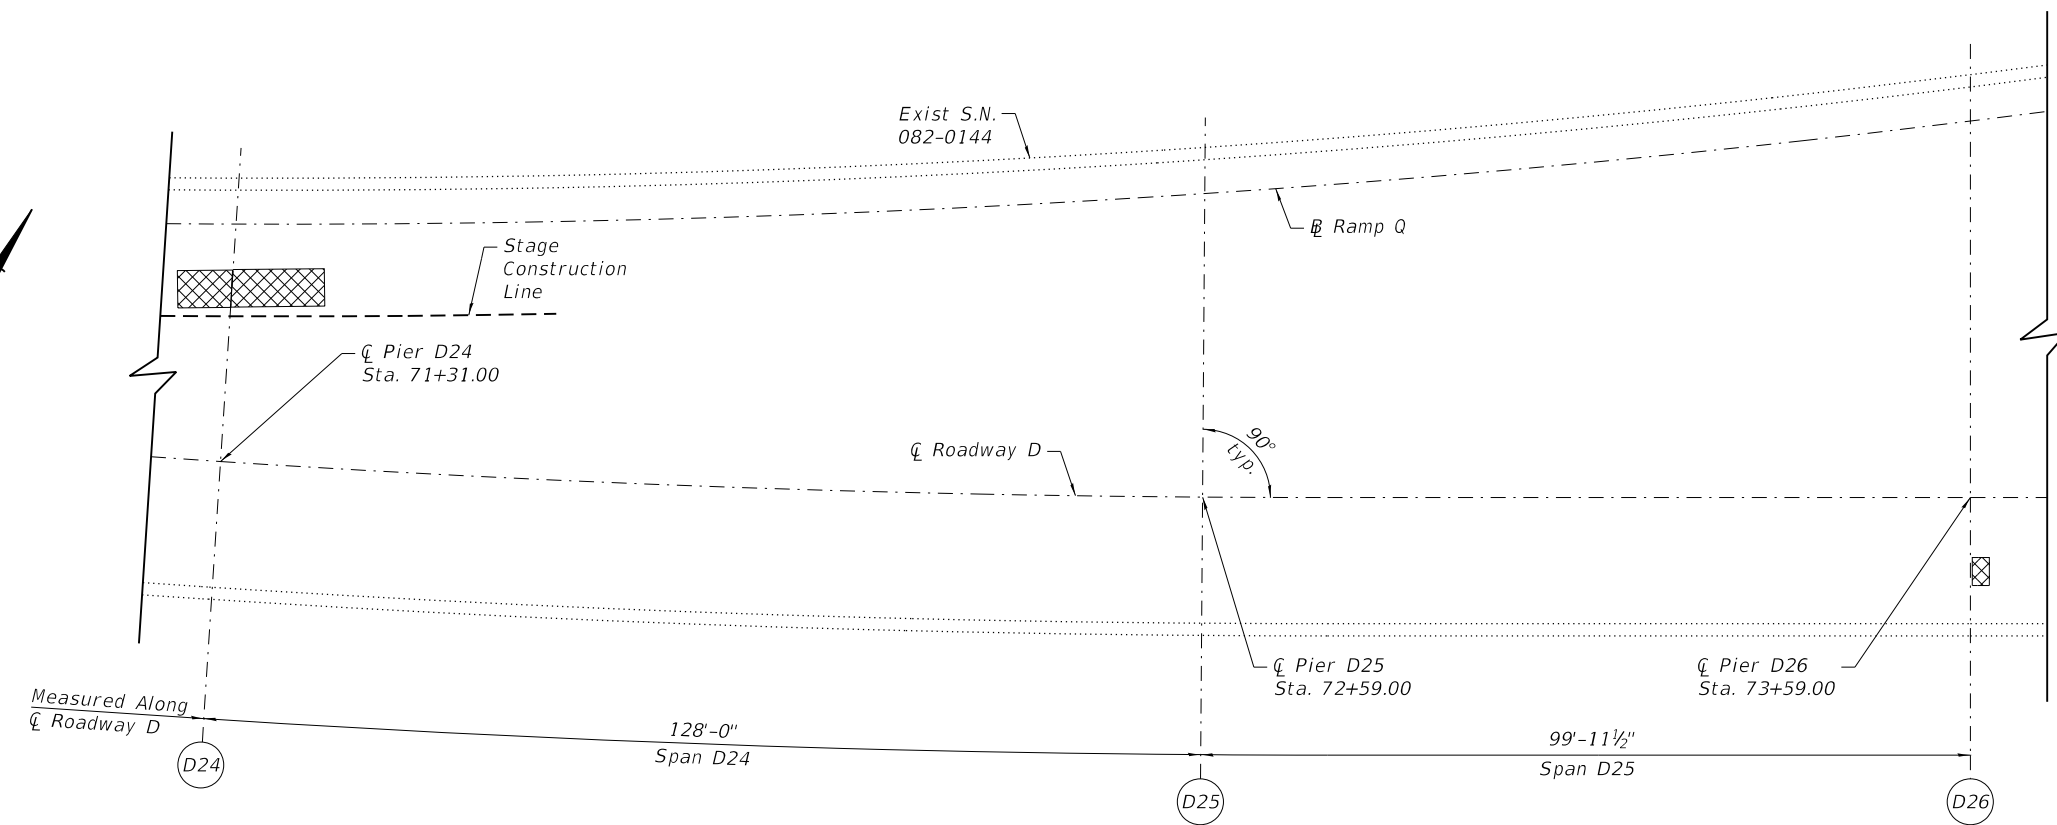 Exist S.N.
082-0144
℄ Ramp Q
Stage
Construction
Line
℄ Pier D24
Sta. 71+31.00
℄ Roadway D
90°
typ.
℄ Pier D25
Sta. 72+59.00
℄ Pier D26
Sta. 73+59.00
Measured Along
℄ Roadway D
128'-0"
Span D24
99'-11½"
Span D25
D24
D25
D26